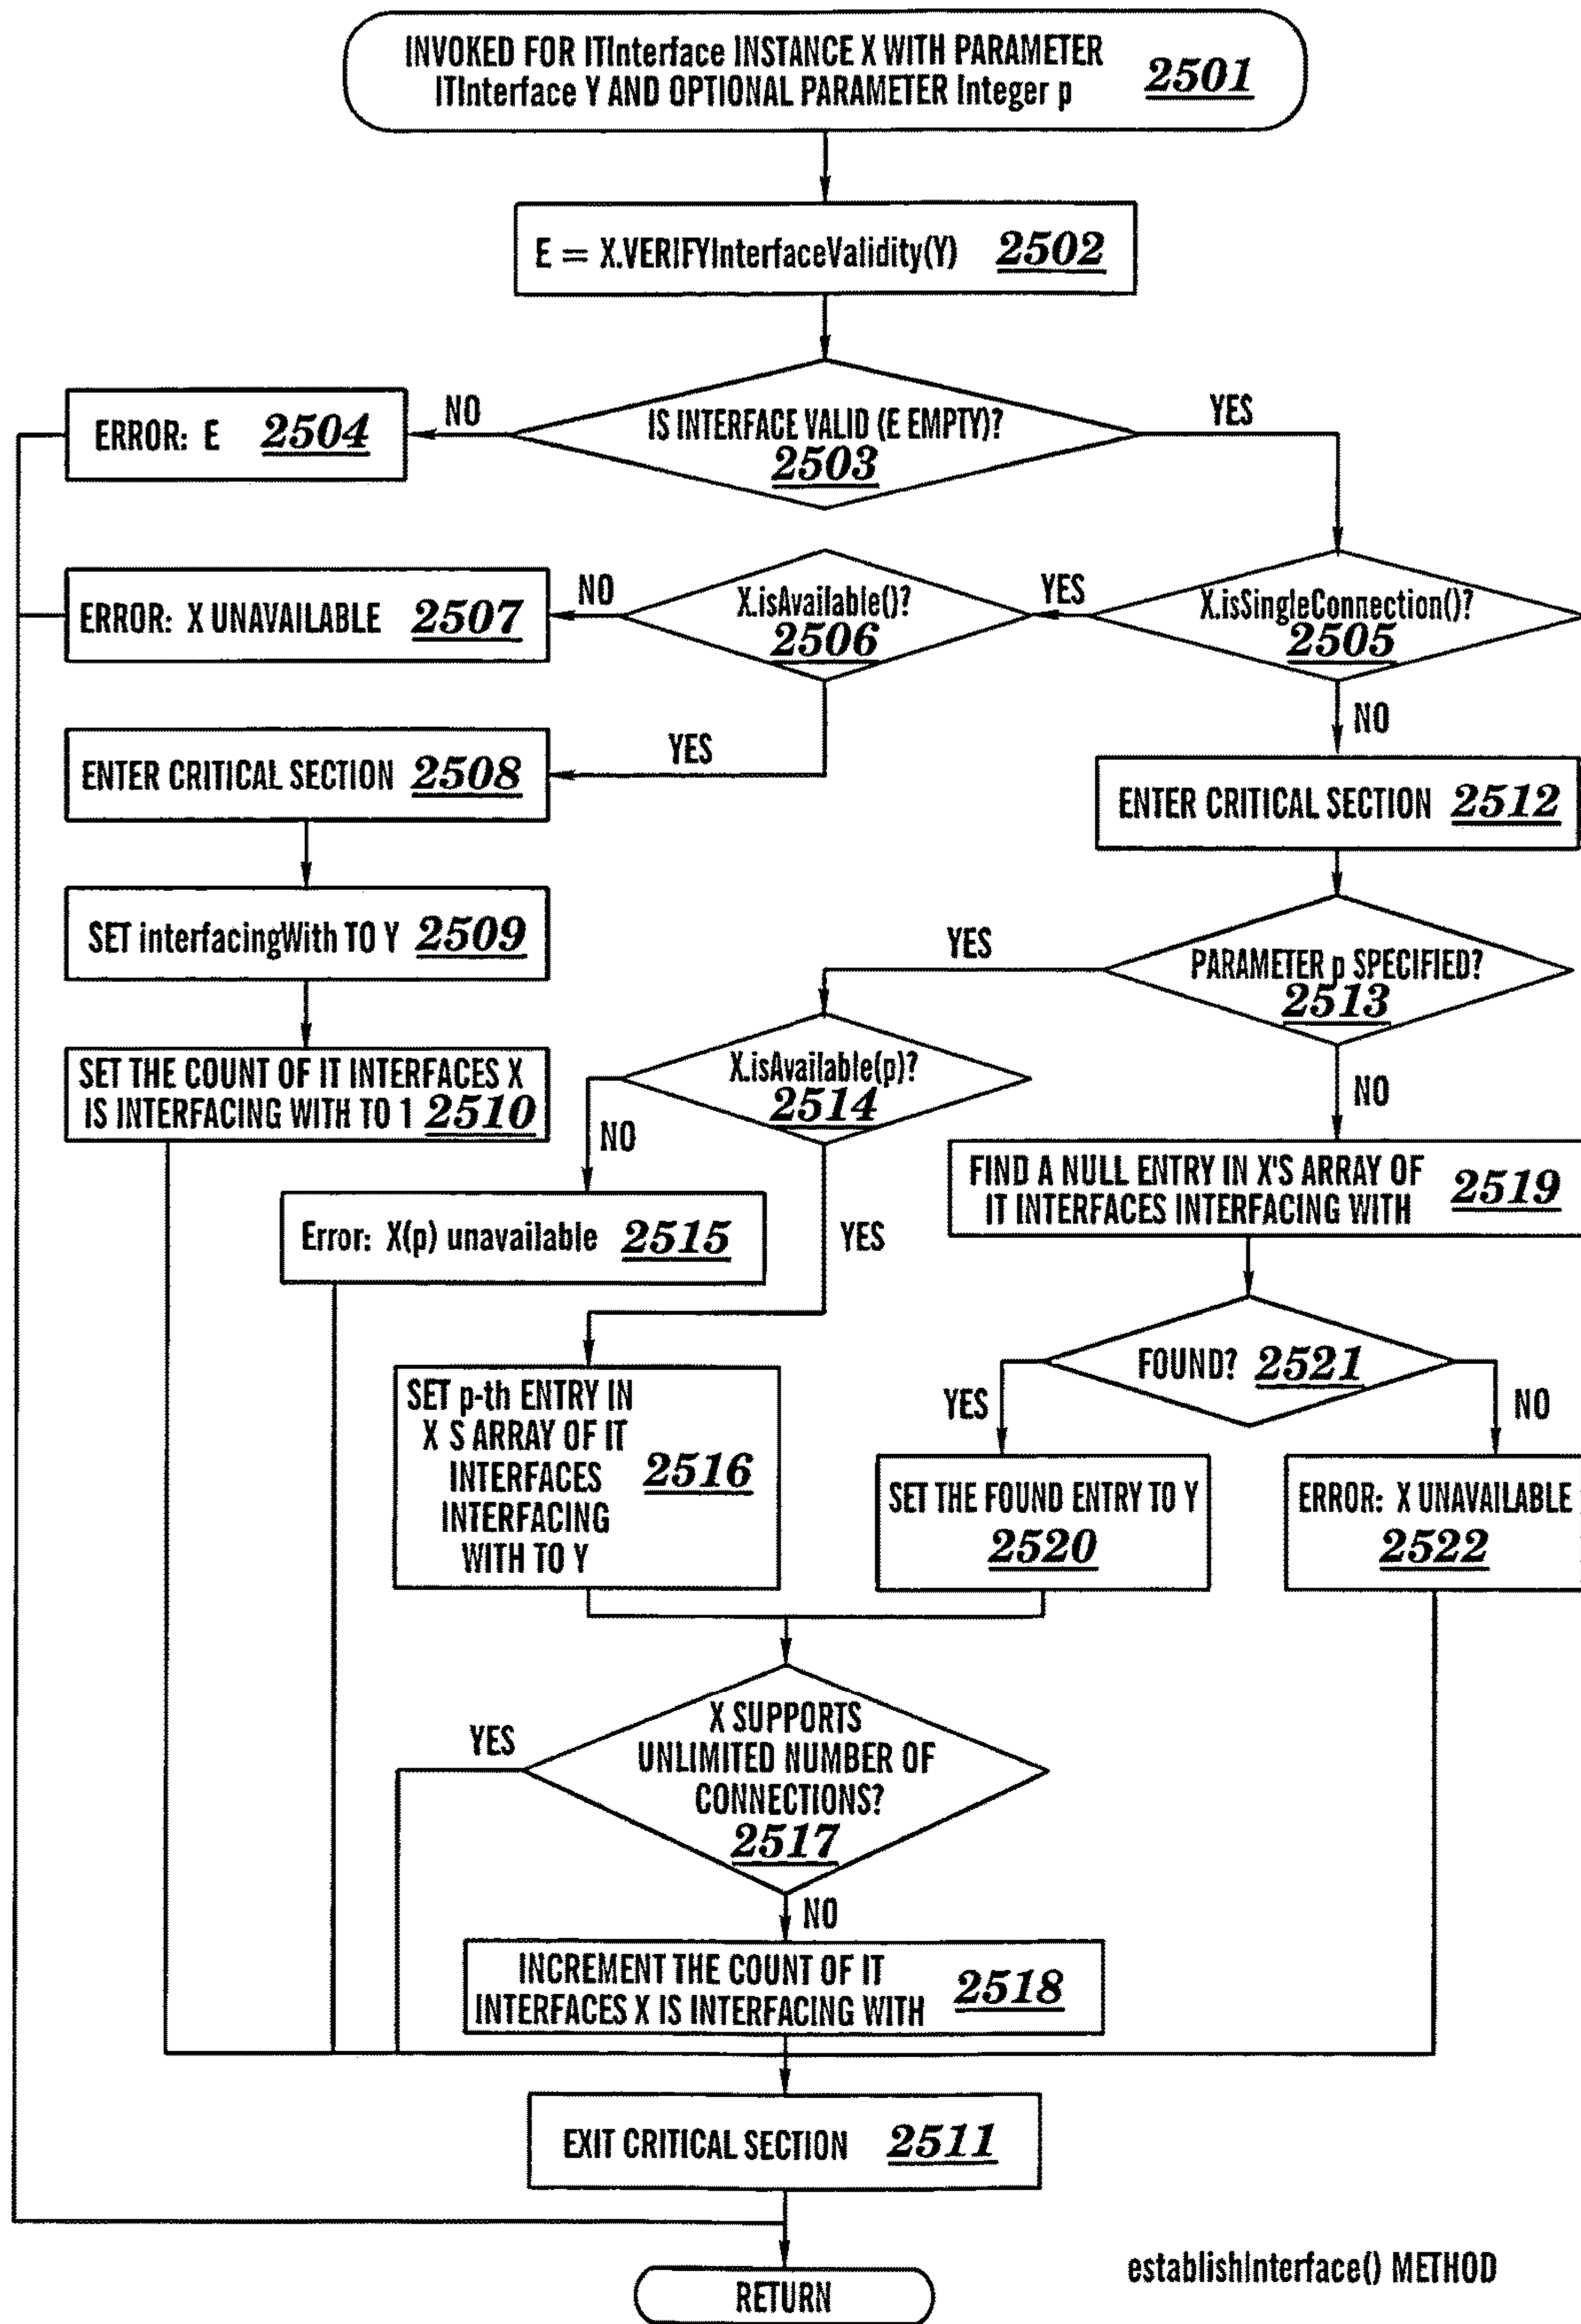 INVOKED FOR ITInterface INSTANCE X WITH PARAMETER
ITInterface Y AND OPTIONAL PARAMETER Integer p 2501
E = X.VERIFYInterfaceValidity(Y) 2502
IS INTERFACE VALID (E EMPTY)?
2503
NO
YES
ERROR: E 2504
X.isSingleConnection()?
2505
YES
NO
X.isAvailable()?
2506
NO
YES
ERROR: X UNAVAILABLE 2507
ENTER CRITICAL SECTION 2508
SET interfacingWith TO Y 2509
SET THE COUNT OF IT INTERFACES X
IS INTERFACING WITH TO 1 2510
ENTER CRITICAL SECTION 2512
PARAMETER p SPECIFIED?
2513
YES
NO
X.isAvailable(p)?
2514
NO
YES
Error: X(p) unavailable 2515
SET p-th ENTRY IN
X S ARRAY OF IT
INTERFACES 2516
INTERFACING
WITH TO Y
FIND A NULL ENTRY IN X'S ARRAY OF
IT INTERFACES INTERFACING WITH 2519
FOUND? 2521
YES
NO
SET THE FOUND ENTRY TO Y
2520
ERROR: X UNAVAILABLE
2522
X SUPPORTS
UNLIMITED NUMBER OF
CONNECTIONS?
2517
YES
NO
INCREMENT THE COUNT OF IT
INTERFACES X IS INTERFACING WITH 2518
EXIT CRITICAL SECTION 2511
RETURN
establishInterface() METHOD